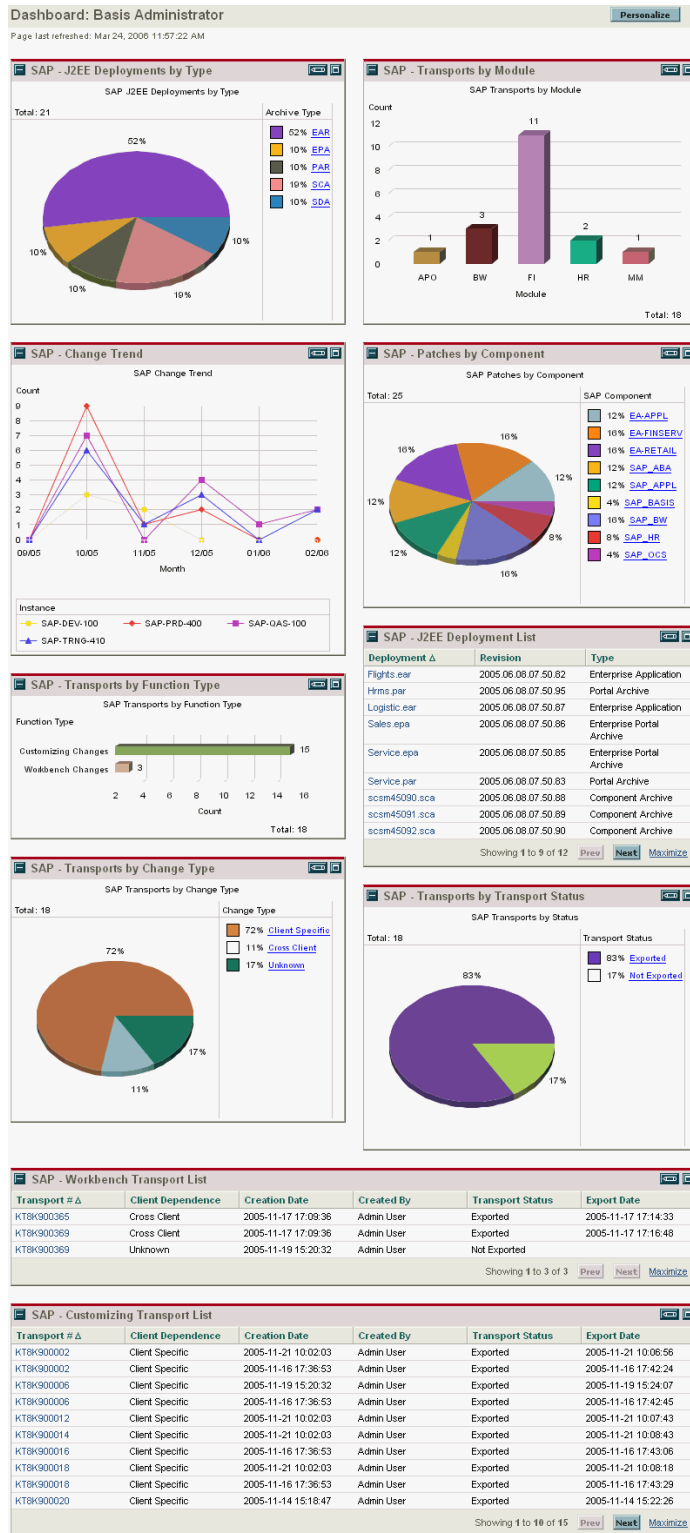 Dashboard: Basis Administrator
Personalize
Page last refreshed: Mar 24, 2006 11:57:22 AM
SAP - J2EE Deployments by Type
SAP J2EE Deployments by Type
Total: 21
Archive Type
52% EAR
10% EPA
10% PAR
19% SCA
10% SDA
52%
10%
10%
19%
10%
SAP - Transports by Module
SAP Transports by Module
Count
12
10
8
6
4
2
0
1
3
11
2
1
APO
BW
FI
HR
MM
Module
Total: 18
SAP - Change Trend
SAP Change Trend
Count
9
8
7
6
5
4
3
2
1
0
09/05
10/05
11/05
12/05
01/06
02/06
Month
Instance
SAP-DEV-100
SAP-PRD-400
SAP-QAS-100
SAP-TRNG-410
SAP - Patches by Component
SAP Patches by Component
Total: 25
SAP Component
12% EA-APPL
16% EA-FINSERV
16% EA-RETAIL
12% SAP_ABA
12% SAP_APPL
4% SAP_BASIS
16% SAP_BW
8% SAP_HR
4% SAP_OCS
16%
16%
12%
12%
12%
16%
8%
SAP - J2EE Deployment List
Deployment Δ Revision Type
Flights.ear 2005.06.08.07.50.82 Enterprise Application
Hrms.par 2005.06.08.07.50.95 Portal Archive
Logistic.ear 2005.06.08.07.50.87 Enterprise Application
Sales.epa 2005.06.08.07.50.86 Enterprise Portal
Archive
Service.epa 2005.06.08.07.50.85 Enterprise Portal
Archive
Service.par 2005.06.08.07.50.83 Portal Archive
scsm45090.sca 2005.06.08.07.50.88 Component Archive
scsm45091.sca 2005.06.08.07.50.89 Component Archive
scsm45092.sca 2005.06.08.07.50.90 Component Archive
Showing 1 to 9 of 12 Prev Next Maximize
SAP - Transports by Function Type
SAP Transports by Function Type
Function Type
Customizing Changes 15
Workbench Changes 3
2 4 6 8 10 12 14 16
Count
Total: 18
SAP - Transports by Change Type
SAP Transports by Change Type
Total: 18
Change Type
72% Client Specific
11% Cross Client
17% Unknown
72%
17%
11%
SAP - Transports by Transport Status
SAP Transports by Status
Total: 18
Transport Status
83% Exported
17% Not Exported
83%
17%
SAP - Workbench Transport List
Transport # Δ Client Dependence Creation Date Created By Transport Status Export Date
KT8K900365 Cross Client 2005-11-17 17:09:36 Admin User Exported 2005-11-17 17:14:33
KT8K900369 Cross Client 2005-11-17 17:09:36 Admin User Exported 2005-11-17 17:16:48
KT8K900369 Unknown 2005-11-19 15:20:32 Admin User Not Exported
Showing 1 to 3 of 3 Prev Next Maximize
SAP - Customizing Transport List
Transport # Δ Client Dependence Creation Date Created By Transport Status Export Date
KT8K900002 Client Specific 2005-11-21 10:02:03 Admin User Exported 2005-11-21 10:06:56
KT8K900002 Client Specific 2005-11-16 17:36:53 Admin User Exported 2005-11-16 17:42:24
KT8K900006 Client Specific 2005-11-19 15:20:32 Admin User Exported 2005-11-19 15:24:07
KT8K900006 Client Specific 2005-11-16 17:36:53 Admin User Exported 2005-11-16 17:42:45
KT8K900012 Client Specific 2005-11-21 10:02:03 Admin User Exported 2005-11-21 10:07:43
KT8K900014 Client Specific 2005-11-21 10:02:03 Admin User Exported 2005-11-21 10:08:43
KT8K900016 Client Specific 2005-11-16 17:36:53 Admin User Exported 2005-11-16 17:43:06
KT8K900018 Client Specific 2005-11-21 10:02:03 Admin User Exported 2005-11-21 10:08:18
KT8K900018 Client Specific 2005-11-16 17:36:53 Admin User Exported 2005-11-16 17:43:29
KT8K900020 Client Specific 2005-11-14 15:18:47 Admin User Exported 2005-11-14 15:22:26
Showing 1 to 10 of 15 Prev Next Maximize